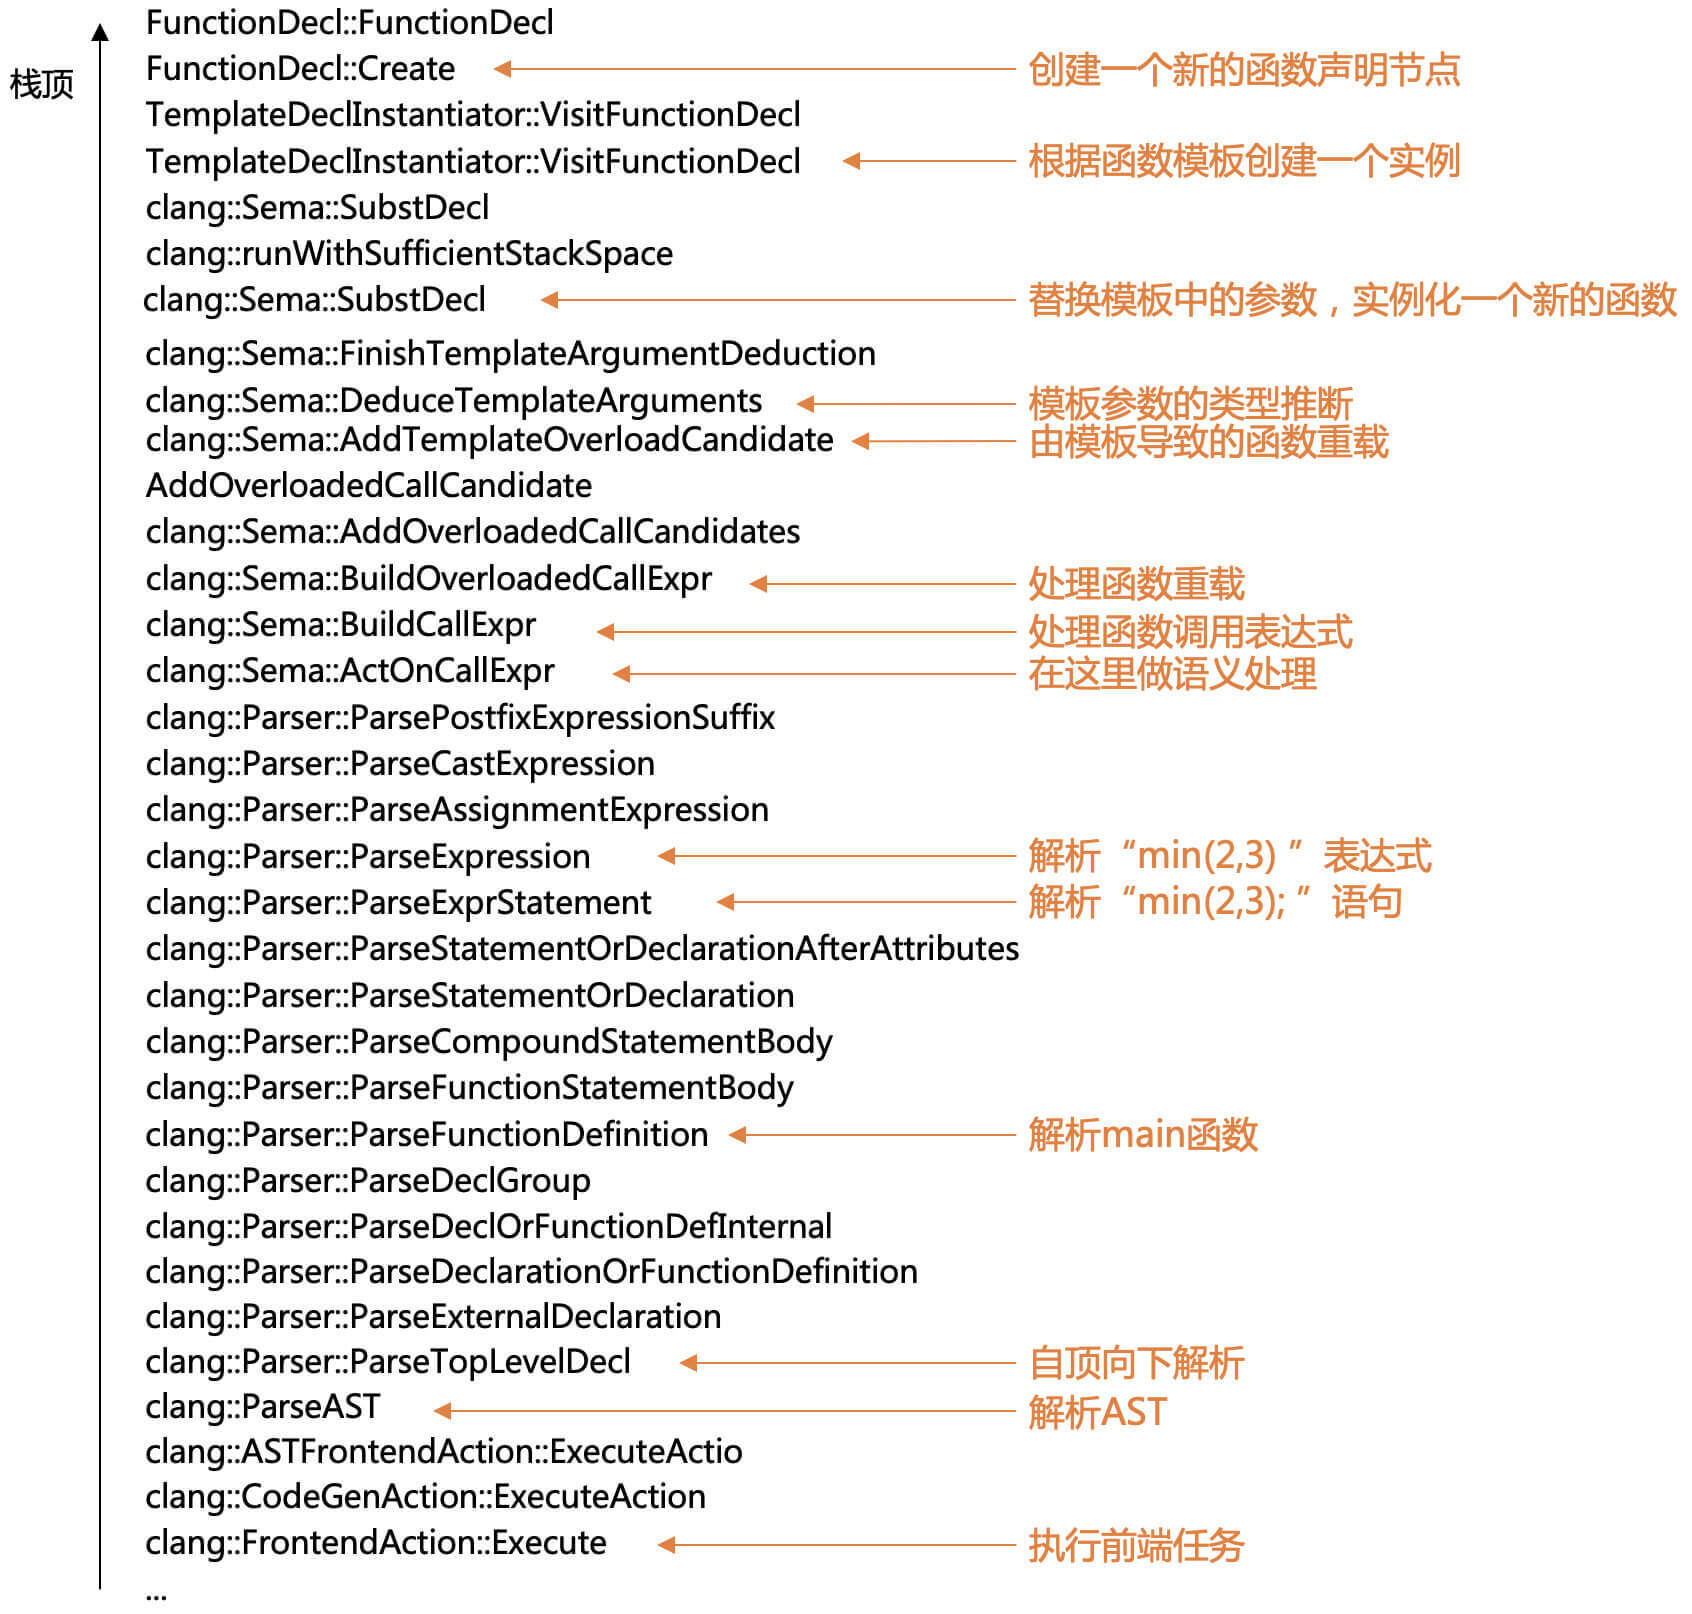 FunctionDecl::FunctionDecl
栈顶
FunctionDecl::Create 创建一个新的函数声明节点
TemplateDeclInstantiator::VisitFunctionDecl
TemplateDeclInstantiator::VisitFunctionDecl 根据函数模板创建一个实例
clang::Sema::SubstDecl
clang::runWithSufficientStackSpace
clang::Sema::SubstDecl 替换模板中的参数，实例化一个新的函数
clang::Sema::FinishTemplateArgumentDeduction
clang::Sema::DeduceTemplateArguments 模板参数的类型推断
clang::Sema::AddTemplateOverloadCandidate 由模板导致的函数重载
AddOverloadedCallCandidate
clang::Sema::AddOverloadedCallCandidates
clang::Sema::BuildOverloadedCallExpr 处理函数重载
clang::Sema::BuildCallExpr 处理函数调用表达式
clang::Sema::ActOnCallExpr 在这里做语义处理
clang::Parser::ParsePostfixExpressionSuffix
clang::Parser::ParseCastExpression
clang::Parser::ParseAssignmentExpression
clang::Parser::ParseExpression 解析“min(2,3) ”表达式
clang::Parser::ParseExprStatement 解析“min(2,3); ”语句
clang::Parser::ParseStatementOrDeclarationAfterAttributes
clang::Parser::ParseStatementOrDeclaration
clang::Parser::ParseCompoundStatementBody
clang::Parser::ParseFunctionStatementBody
clang::Parser::ParseFunctionDefinition 解析main函数
clang::Parser::ParseDeclGroup
clang::Parser::ParseDeclOrFunctionDefInternal
clang::Parser::ParseDeclarationOrFunctionDefinition
clang::Parser::ParseExternalDeclaration
clang::Parser::ParseTopLevelDecl 自顶向下解析
clang::ParseAST 解析AST
clang::ASTFrontendAction::ExecuteActio
clang::CodeGenAction::ExecuteAction
clang::FrontendAction::Execute 执行前端任务
...